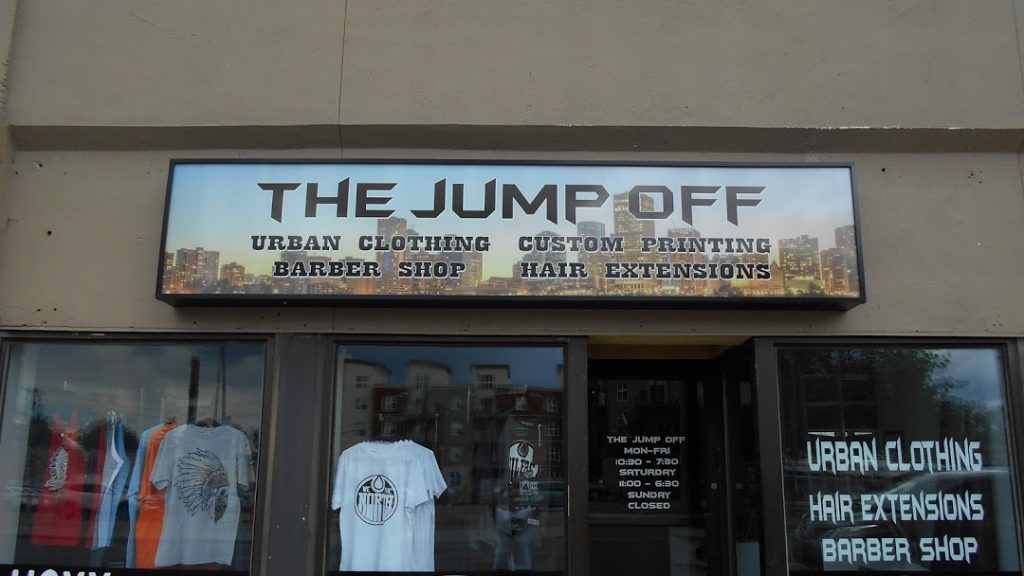 THE JUMP OFF
URBAN CLOTHING CUSTOM PRINTING
BARBER SHOP HAIR EXTENSIONS
THE JUMP OFF
MON-FRI
10:30 - 7:30
SATURDAY
11:00 - 6:30
SUNDAY
CLOSED
URBAN CLOTHING
HAIR EXTENSIONS
BARBER SHOP
NORTH